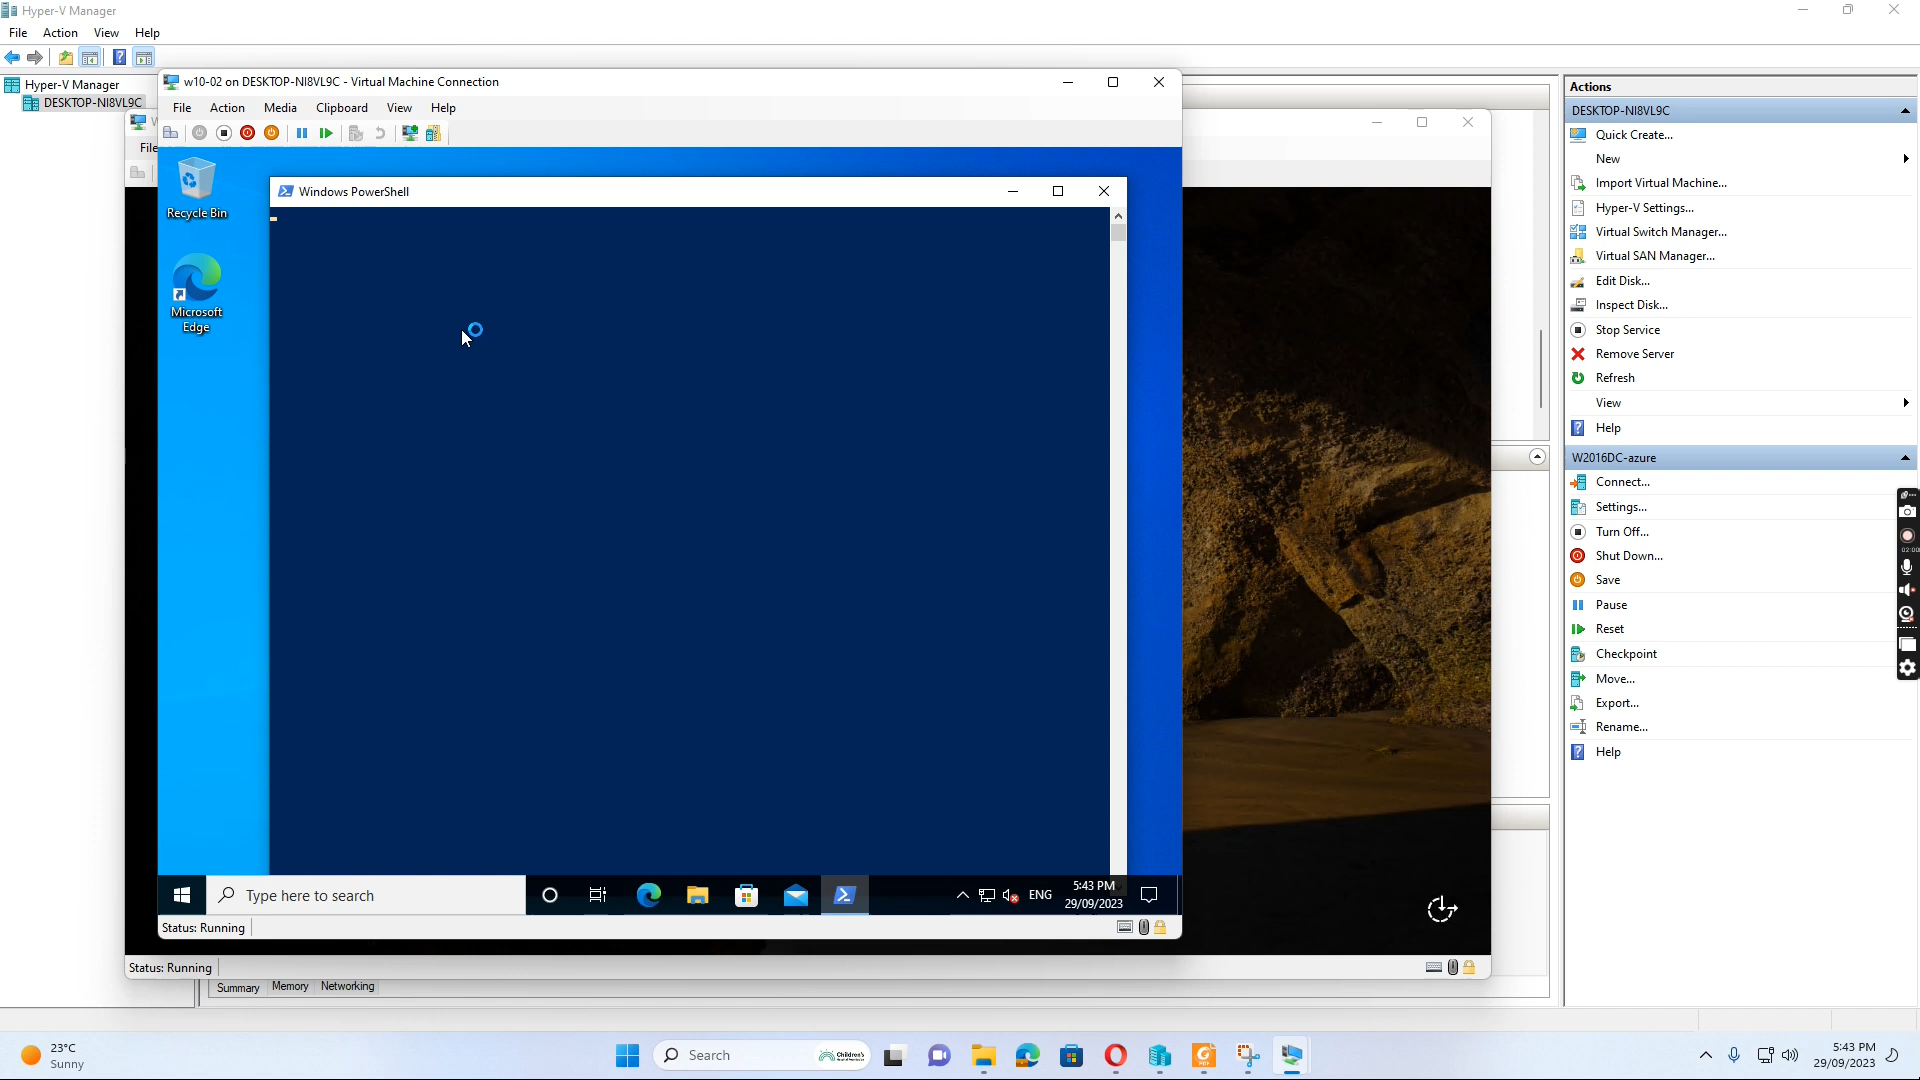 Hyper-V Manager
File Action View Help
Hyper-V Manager
DESKTOP-NI8VL9C
w10-02 on DESKTOP-NI8VL9C - Virtual Machine Connection
File Action Media Clipboard View Help
File
Recycle Bin
Microsoft
Edge
Windows PowerShell
Type here to search
ENG
5:43 PM
29/09/2023
Status: Running
Status: Running
Summary Memory Networking
Actions
DESKTOP-NI8VL9C
Quick Create...
New
Import Virtual Machine...
Hyper-V Settings...
Virtual Switch Manager...
Virtual SAN Manager...
Edit Disk...
Inspect Disk...
Stop Service
Remove Server
Refresh
View
Help
W2016DC-azure
Connect...
Settings...
Turn Off...
Shut Down...
Save
Pause
Reset
Checkpoint
Move...
Export...
Rename...
Help
23°C
Sunny
Search
Children's
5:43 PM
29/09/2023